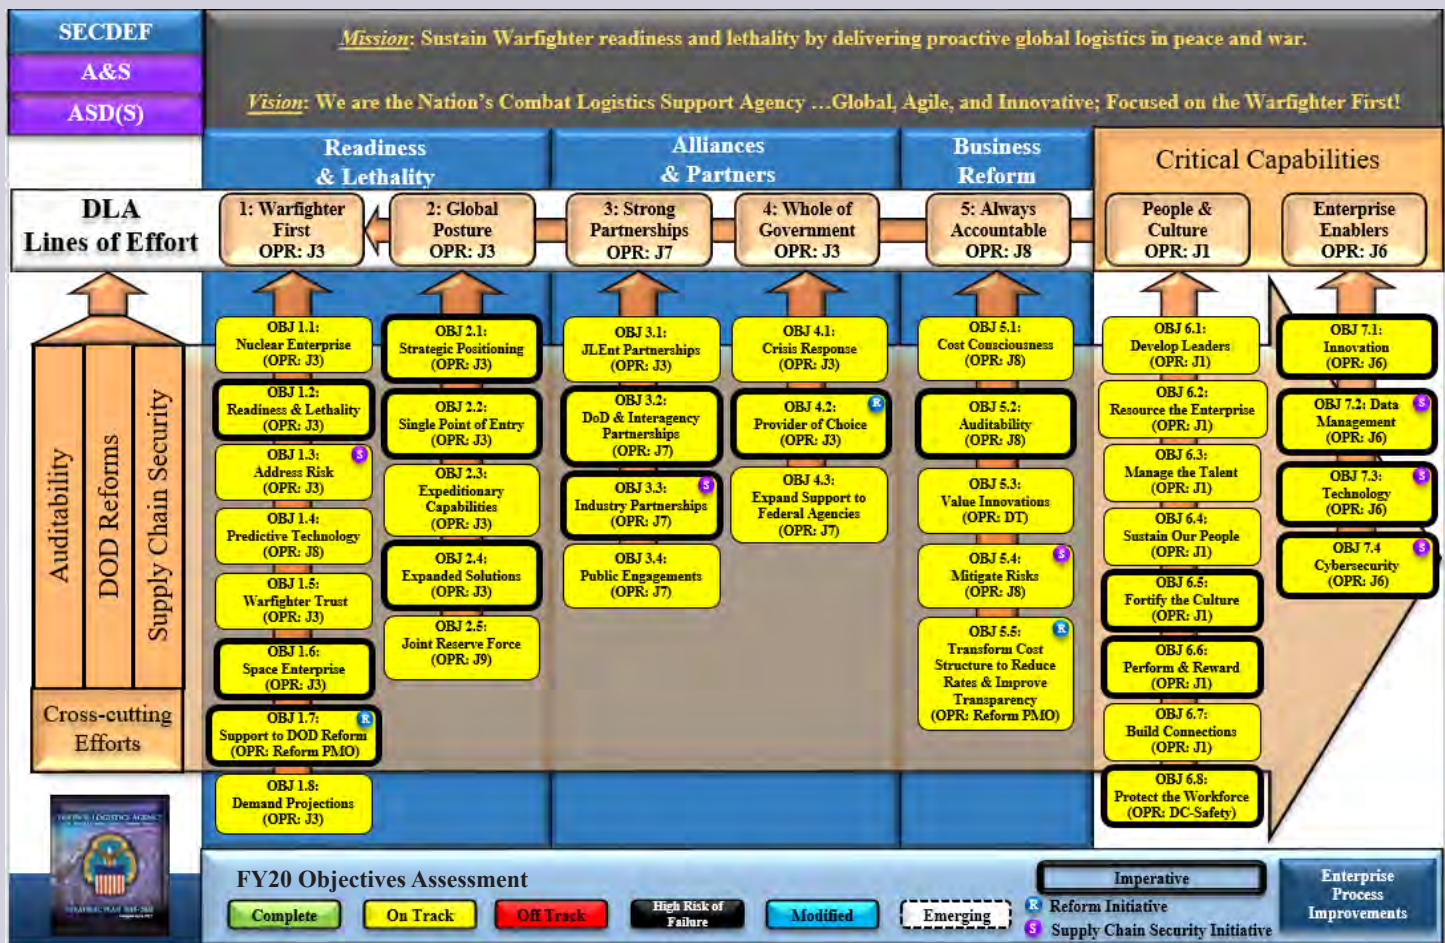 SECDEF
A&S
ASD(S)
Mission: Sustain Warfighter readiness and lethality by delivering proactive global logistics in peace and war.
Vision: We are the Nation's Combat Logistics Support Agency …Global, Agile, and Innovative; Focused on the Warfighter First!
Readiness
& Lethality
Alliances
& Partners
Business
Reform
Critical Capabilities
DLA
Lines of Effort
1: Warfighter
First
OPR: J3
2: Global
Posture
OPR: J3
3: Strong
Partnerships
OPR: J7
4: Whole of
Government
OPR: J3
5: Always
Accountable
OPR: J8
People &
Culture
OPR: J1
Enterprise
Enablers
OPR: J6
Auditability
DOD Reforms
Supply Chain Security
Cross-cutting
Efforts
OBJ 1.1:
Nuclear Enterprise
(OPR: J3)
OBJ 1.2:
Readiness & Lethality
(OPR: J3)
OBJ 1.3:
S
Address Risk
(OPR: J3)
OBJ 1.4:
Predictive Technology
(OPR: J8)
OBJ 1.5:
Warfighter Trust
(OPR: J3)
OBJ 1.6:
Space Enterprise
(OPR: J3)
OBJ 1.7:
R
Support to DOD Reform
(OPR: Reform PMO)
OBJ 1.8:
Demand Projections
(OPR: J3)
OBJ 2.1:
Strategic Positioning
(OPR: J3)
OBJ 2.2:
Single Point of Entry
(OPR: J3)
OBJ 2.3:
Expeditionary
Capabilities
(OPR: J3)
OBJ 2.4:
Expanded Solutions
(OPR: J3)
OBJ 2.5:
Joint Reserve Force
(OPR: J9)
OBJ 3.1:
JLEnt Partnerships
(OPR: J3)
OBJ 3.2:
DoD & Interagency
Partnerships
(OPR: J7)
OBJ 3.3:
S
Industry Partnerships
(OPR: J7)
OBJ 3.4:
Public Engagements
(OPR: J7)
OBJ 4.1:
Crisis Response
(OPR: J3)
OBJ 4.2:
R
Provider of Choice
(OPR: J3)
OBJ 4.3:
Expand Support to
Federal Agencies
(OPR: J7)
OBJ 5.1:
Cost Consciousness
(OPR: J8)
OBJ 5.2:
Auditability
(OPR: J8)
OBJ 5.3:
Value Innovations
(OPR: DT)
OBJ 5.4:
S
Mitigate Risks
(OPR: J8)
OBJ 5.5:
R
Transform Cost
Structure to Reduce
Rates & Improve
Transparency
(OPR: Reform PMO)
OBJ 6.1:
Develop Leaders
(OPR: J1)
OBJ 6.2:
Resource the Enterprise
(OPR: J1)
OBJ 6.3:
Manage the Talent
(OPR: J1)
OBJ 6.4:
Sustain Our People
(OPR: J1)
OBJ 6.5:
Fortify the Culture
(OPR: J1)
OBJ 6.6:
Perform & Reward
(OPR: J1)
OBJ 6.7:
Build Connections
(OPR: J1)
OBJ 6.8:
Protect the Workforce
(OPR: DC-Safety)
OBJ 7.1:
Innovation
(OPR: J6)
OBJ 7.2: Data
S
Management
(OPR: J6)
OBJ 7.3:
S
Technology
(OPR: J6)
OBJ 7.4
S
Cybersecurity
(OPR: J6)
FY20 Objectives Assessment
Complete
On Track
Off Track
High Risk of
Failure
Modified
Emerging
Imperative
R Reform Initiative
S Supply Chain Security Initiative
Enterprise
Process
Improvements